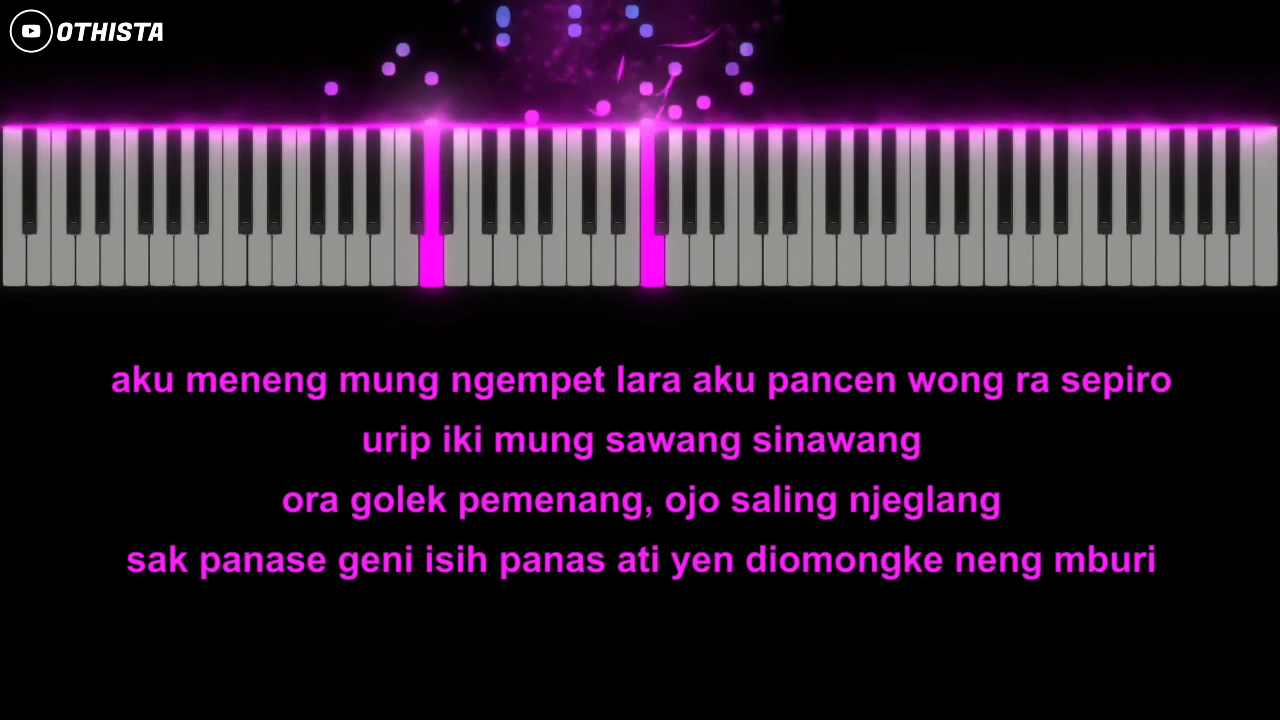 OTHISTA
aku meneng mung ngempet lara aku pancen wong ra sepiro
urip iki mung sawang sinawang
ora golek pemenang, ojo saling njeglang
sak panase geni isih panas ati yen diomongke neng mburi